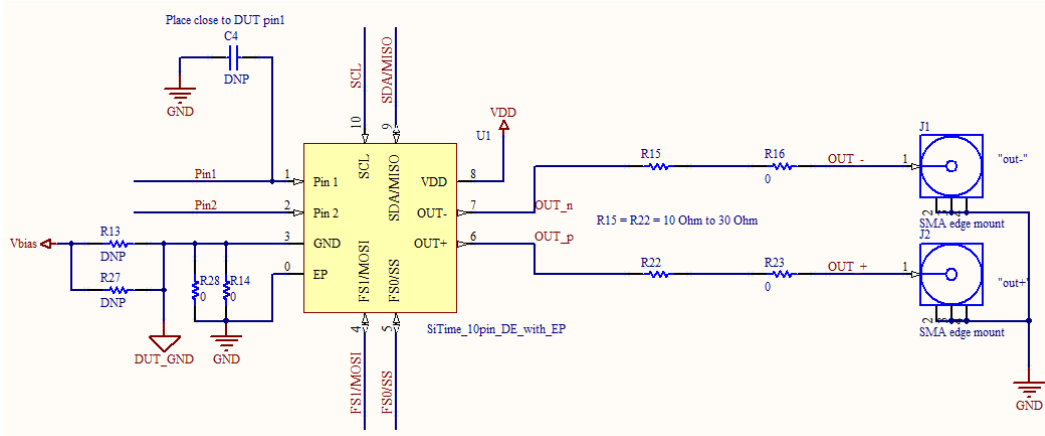 Place close to DUT pin1
C4
DNP
GND
SCL
SDA/MISO
10
9
VDD
U1
Pin1
1
Pin 1
SCL
SDA/MISO
VDD
8
Pin2
2
Pin 2
OUT-
7
OUT_n
R15
R16
0
OUT -
1
J1
"out-"
2
3
4
SMA edge mount
R15 = R22 = 10 Ohm to 30 Ohm
Vbias
R13
DNP
3
GND
OUT+
6
OUT_p
R22
R23
0
OUT +
1
J2
"out+"
2
3
4
SMA edge mount
R27
DNP
R28
0
R14
0
0
EP
FS1/MOSI
FS0/SS
SiTime_10pin_DE_with_EP
4
5
FS1/MOSI
FS0/SS
DUT_GND
GND
GND